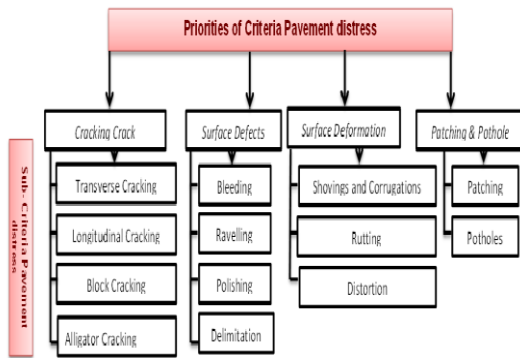 Priorities of Criteria Pavement distress
Cracking Crack
Surface Defects
Surface Deformation
Patching & Pothole
Sub- Criteria Pavement
distess
Transverse Cracking
Longitudinal Cracking
Block Cracking
Alligator Cracking
Bleeding
Ravelling
Polishing
Delimitation
Shovings and Corrugations
Rutting
Distortion
Patching
Potholes